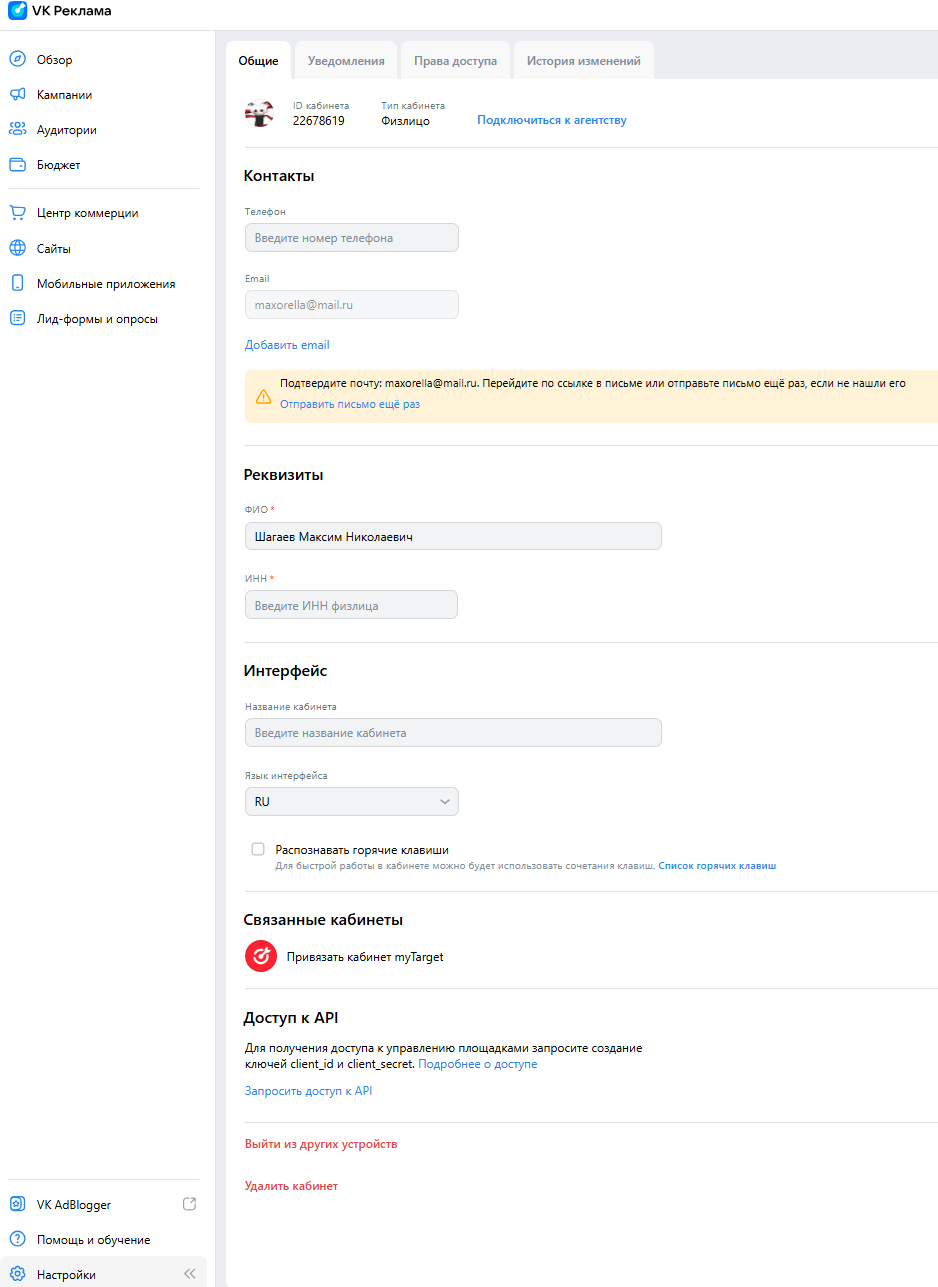 VK Реклама
Обзор
Кампании
Аудитории
Бюджет
Центр коммерции
Сайты
Мобильные приложения
Лид-формы и опросы
VK AdBlogger
Помощь и обучение
Настройки
Общие
Уведомления
Права доступа
История изменений
ID кабинета
22678619
Тип кабинета
Физлицо
Подключиться к агентству
Контакты
Телефон
Введите номер телефона
Email
maxorella@mail.ru
Добавить email
Подтвердите почту: maxorella@mail.ru. Перейдите по ссылке в письме или отправьте письмо ещё раз, если не нашли его
Отправить письмо ещё раз
Реквизиты
ФИО *
Шагаев Максим Николаевич
ИНН *
Введите ИНН физлица
Интерфейс
Название кабинета
Введите название кабинета
Язык интерфейса
RU
Распознавать горячие клавиши
Для быстрой работы в кабинете можно будет использовать сочетания клавиш. Список горячих клавиш
Связанные кабинеты
Привязать кабинет myTarget
Доступ к API
Для получения доступа к управлению площадками запросите создание
ключей client_id и client_secret. Подробнее о доступе
Запросить доступ к API
Выйти из других устройств
Удалить кабинет